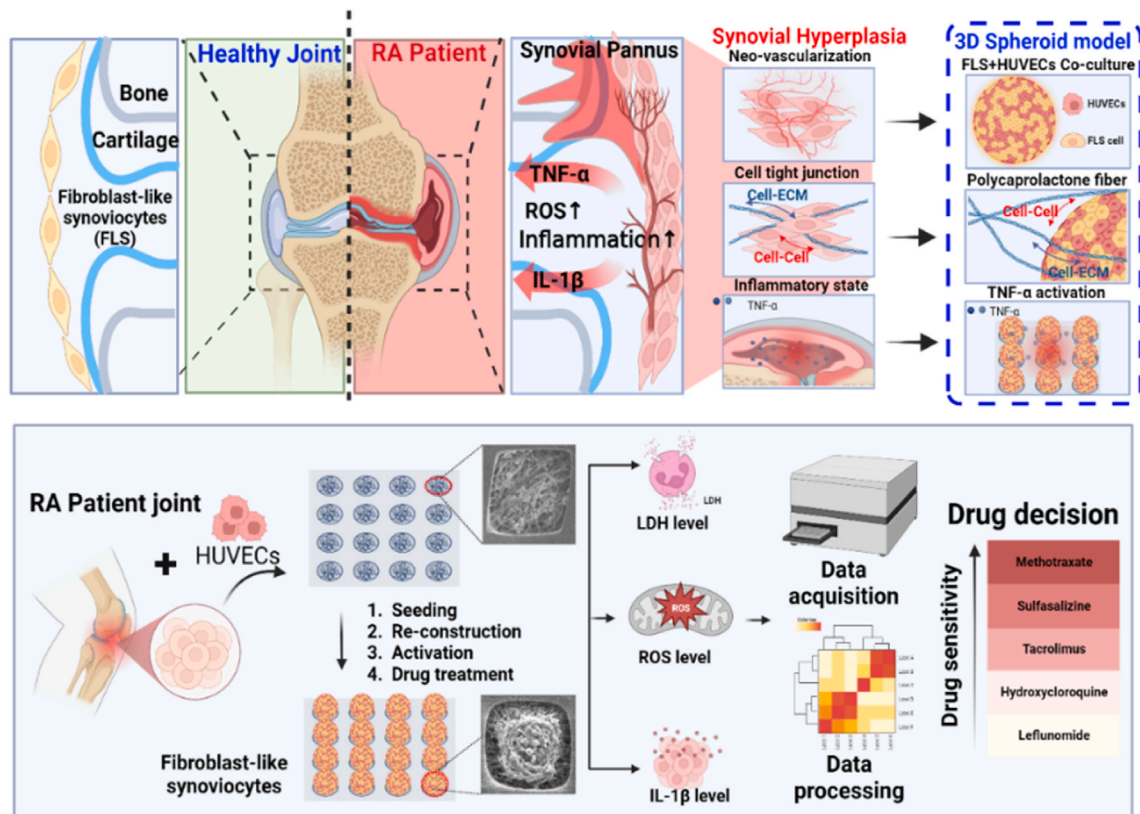 Healthy Joint
RA Patient
Bone
Cartilage
Fibroblast-like
synoviocytes
(FLS)
Synovial Pannus
TNF-α
ROS↑
Inflammation↑
IL-1β
Synovial Hyperplasia
Neo-vascularization
Cell tight junction
Cell-ECM
Cell-Cell
Inflammatory state
TNF-α
3D Spheroid model
FLS+HUVECs Co-culture
HUVECs
FLS cell
Polycaprolactone fiber
Cell-Cell
Cell-ECM
TNF-α activation
TNF-α
RA Patient joint
+
HUVECs
1. Seeding
2. Re-construction
3. Activation
4. Drug treatment
Fibroblast-like
synoviocytes
LDH
LDH level
ROS
ROS level
IL-1β level
Data
acquisition
Data
processing
Drug decision
Drug sensitivity
Methotraxate
Sulfasalizine
Tacrolimus
Hydroxycloroquine
Leflunomide